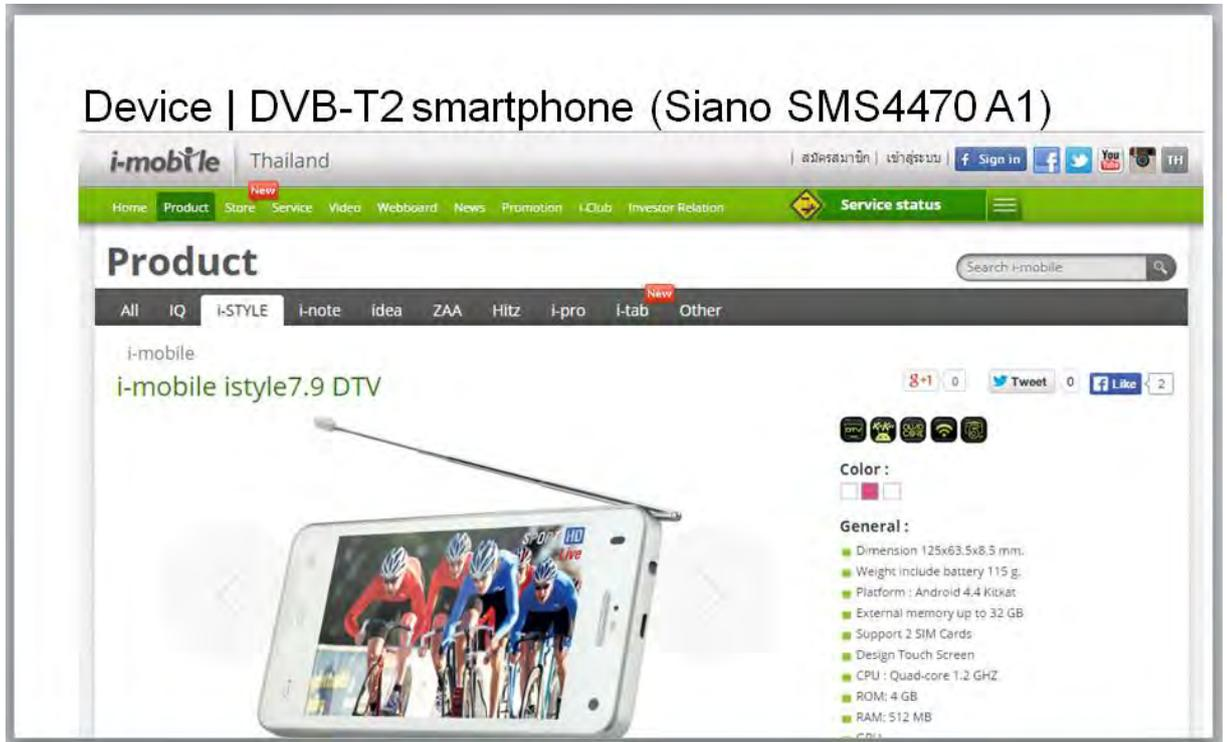 Device | DVB-T2 smartphone (Siano SMS4470 A1)
i-mobile Thailand | สมัครสมาชิก | เข้าสู่ระบบ | f Sign in f You Tube TH
New
Home Product Store Service Video Webboard News Promotion i-Club Investor Relation Service status
Product
Search i-mobile
New
All IQ i-STYLE i-note idea ZAA Hitz i-pro i-tab Other
i-mobile
i-mobile istyle7.9 DTV
g+1 0 Tweet 0 f Like 2
DTV
Color :
General :
Dimension 125x63.5x8.5 mm.
Weight include battery 115 g.
Platform : Android 4.4 Kitkat
External memory up to 32 GB
Support 2 SIM Cards
Design Touch Screen
CPU : Quad-core 1.2 GHZ
ROM: 4 GB
RAM: 512 MB
SPORT HD
Live